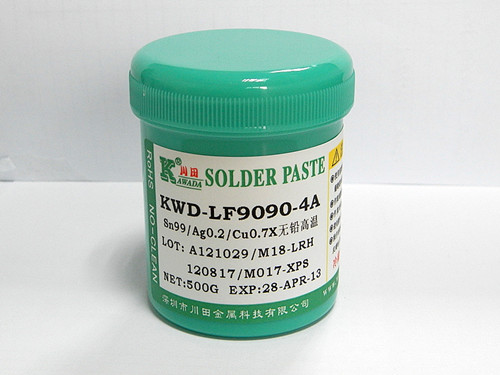 RoHS NO-CLEAN
K® 川田
KAWADA
SOLDER PASTE
KWD-LF9090-4A
Sn99/Ag0.2/Cu0.7X无铅高温
LOT: A121029/M18-LRH
120817/M017-XPS
NET:500G EXP:28-APR-13
深圳市川田金属科技有限公司